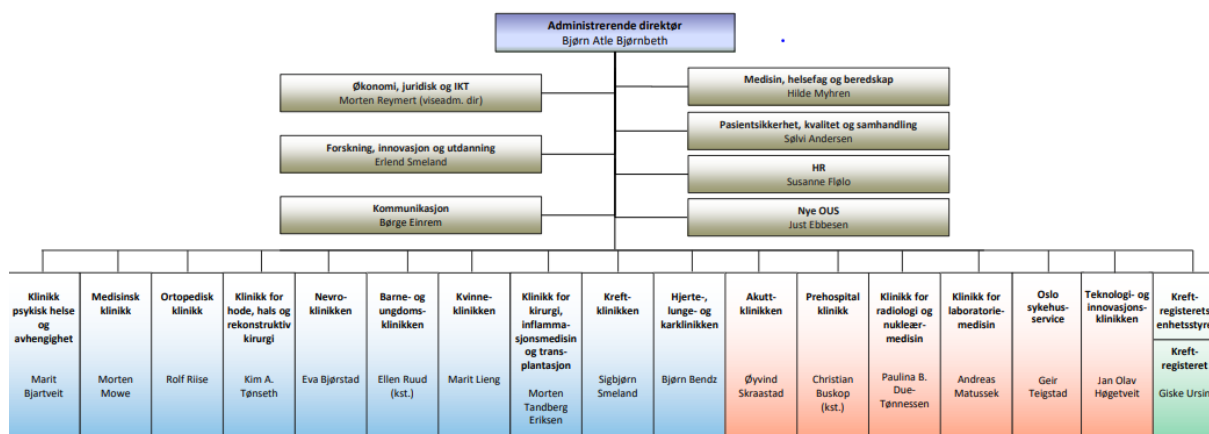 Administrerende direktør
Bjørn Atle Bjørnbeth
Økonomi, juridisk og IKT
Morten Reymert (viseadm. dir)
Medisin, helsefag og beredskap
Hilde Myhren
Pasientsikkerhet, kvalitet og samhandling
Sølvi Andersen
Forskning, innovasjon og utdanning
Erlend Smeland
HR
Susanne Flølo
Kommunikasjon
Børge Einrem
Nye OUS
Just Ebbesen
Klinikk
psykisk helse
og
avhengighet
Marit
Bjartveit
Medisinsk
klinikk
Morten
Mowe
Ortopedisk
klinikk
Rolf Riise
Klinikk for
hode, hals og
rekonstruktiv
kirurgi
Kim A.
Tønseth
Nevro-
klinikken
Eva Bjørstad
Barne- og
ungdoms-
klinikken
Ellen Ruud
(kst.)
Kvinne-
klinikken
Marit Lieng
Klinikk for
kirurgi,
inflamma-
sjonsmedisin
og trans-
plantasjon
Morten
Tandberg
Eriksen
Kreft-
klinikken
Sigbjørn
Smeland
Hjerte-,
lunge- og
karklinikken
Bjørn Bendz
Akutt-
klinikken
Øyvind
Skraastad
Prehospital
klinikk
Christian
Buskop
(kst.)
Klinikk for
radiologi og
nukleær-
medisin
Paulina B.
Due-
Tønnessen
Klinikk for
laboratorie-
medisin
Andreas
Matussek
Oslo
sykehus-
service
Geir
Teigstad
Teknologi- og
innovasjons-
klinikken
Jan Olav
Høgetveit
Kreft-
registerets
enhetsstyre
Kreft-
registeret
Giske Ursin